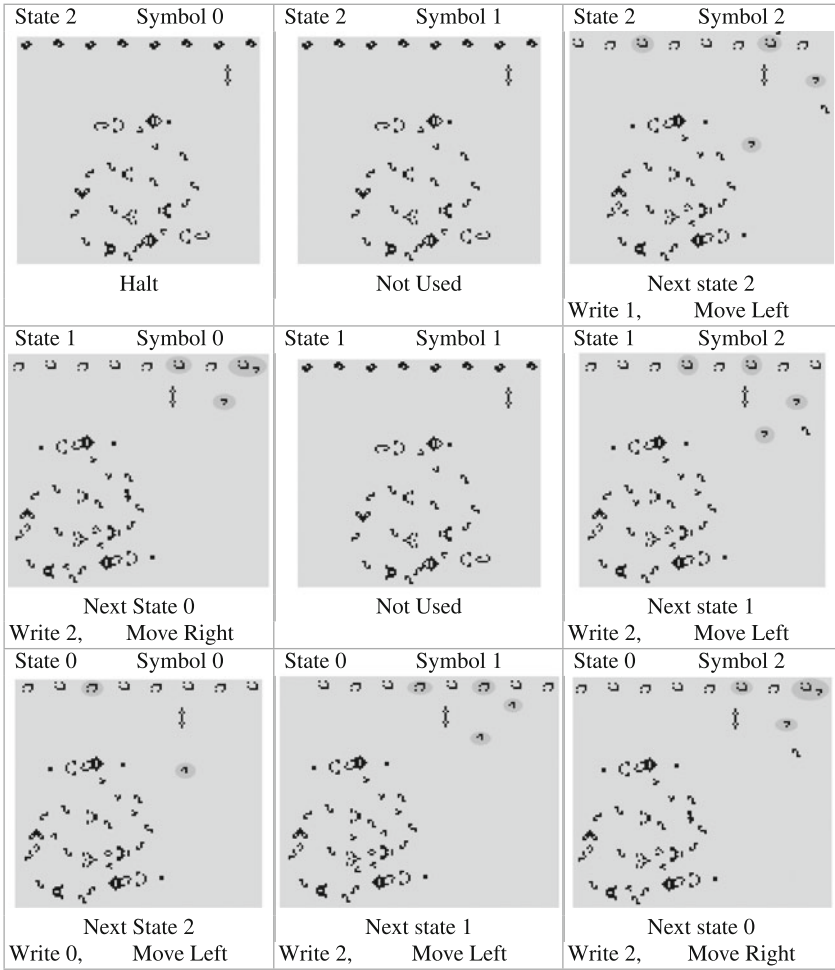 State 2 Symbol 0
State 2 Symbol 1
State 2 Symbol 2
Halt
Not Used
Next state 2
Write 1, Move Left
State 1 Symbol 0
State 1 Symbol 1
State 1 Symbol 2
Next State 0
Write 2, Move Right
Not Used
Next state 1
Write 2, Move Left
State 0 Symbol 0
State 0 Symbol 1
State 0 Symbol 2
Next State 2
Write 0, Move Left
Next state 1
Write 2, Move Left
Next state 0
Write 2, Move Right